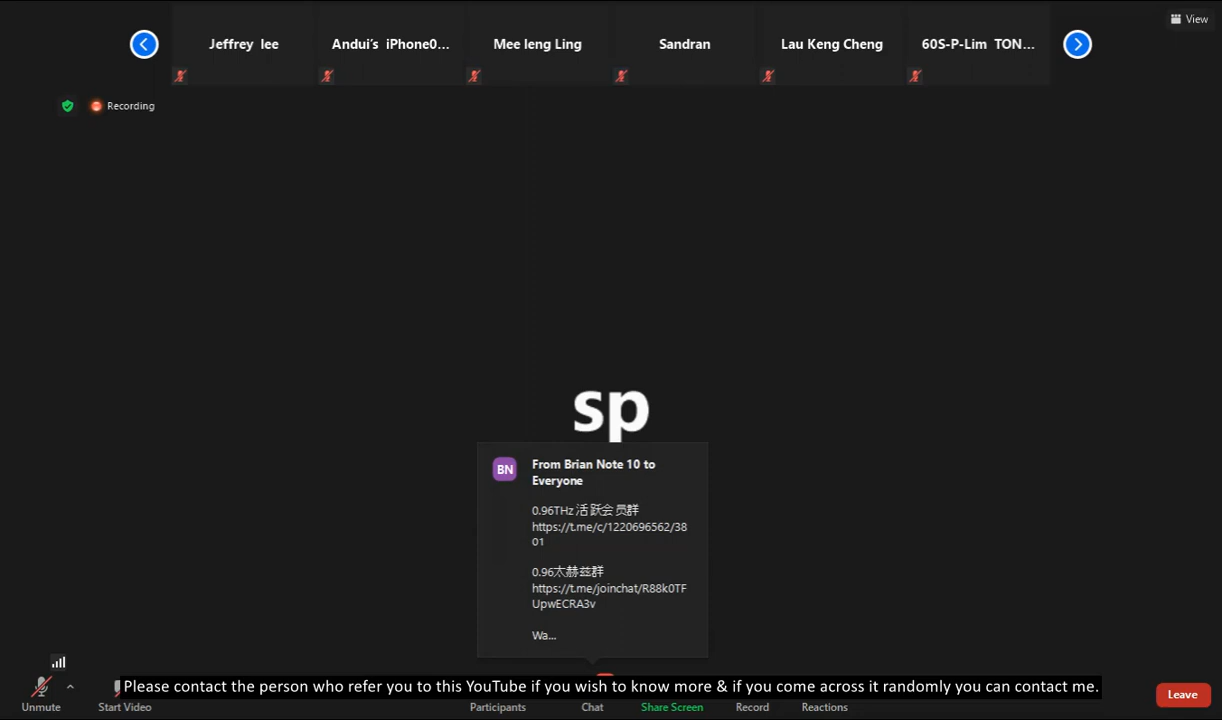 View
Jeffrey lee
Andui's iPhone0...
Mee leng Ling
Sandran
Lau Keng Cheng
60S-P-Lim TON...
Recording
sp
BN
From Brian Note 10 to
Everyone
0.96THz 活跃会员群
https://t.me/c/1220696562/38
01
0.96太赫兹群
https://t.me/joinchat/R88k0TF
UpwECRA3v
Wa...
Please contact the person who refer you to this YouTube if you wish to know more & if you come across it randomly you can contact me.
Unmute
Start Video
Participants
Chat
Share Screen
Record
Reactions
Leave